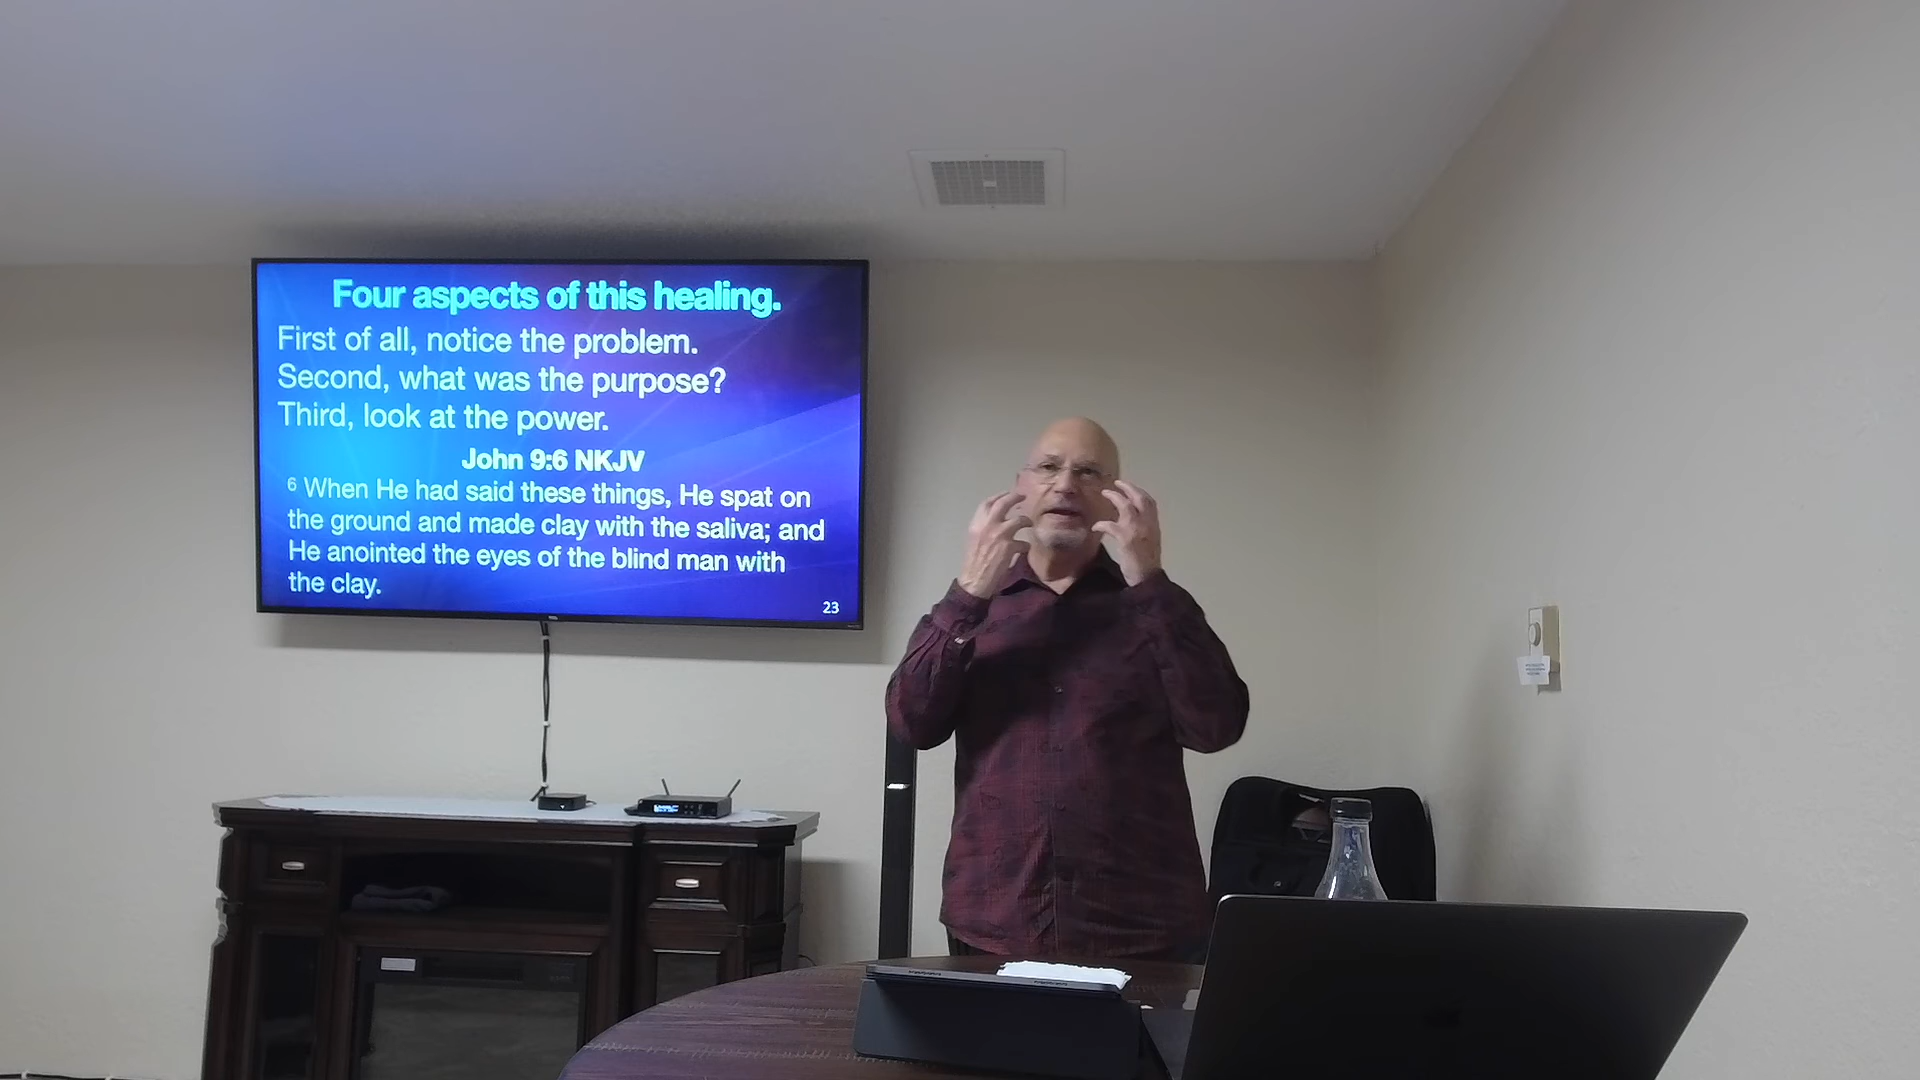 Four aspects of this healing.
First of all, notice the problem.
Second, what was the purpose?
Third, look at the power.
John 9:6 NKJV
6 When He had said these things, He spat on
the ground and made clay with the saliva; and
He anointed the eyes of the blind man with
the clay.
23